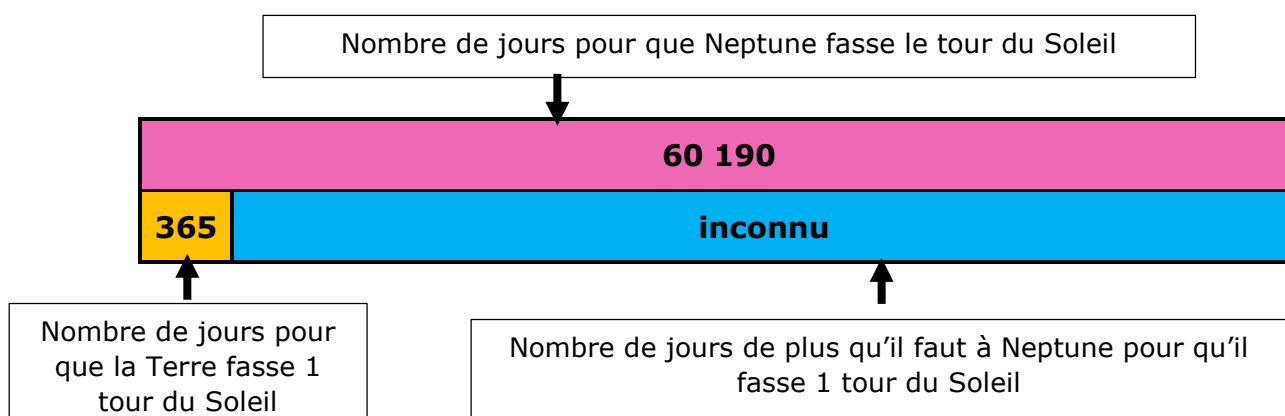 Nombre de jours pour que Neptune fasse le tour du Soleil
60 190
365
inconnu
Nombre de jours pour
que la Terre fasse 1
tour du Soleil
Nombre de jours de plus qu’il faut à Neptune pour qu’il
fasse 1 tour du Soleil